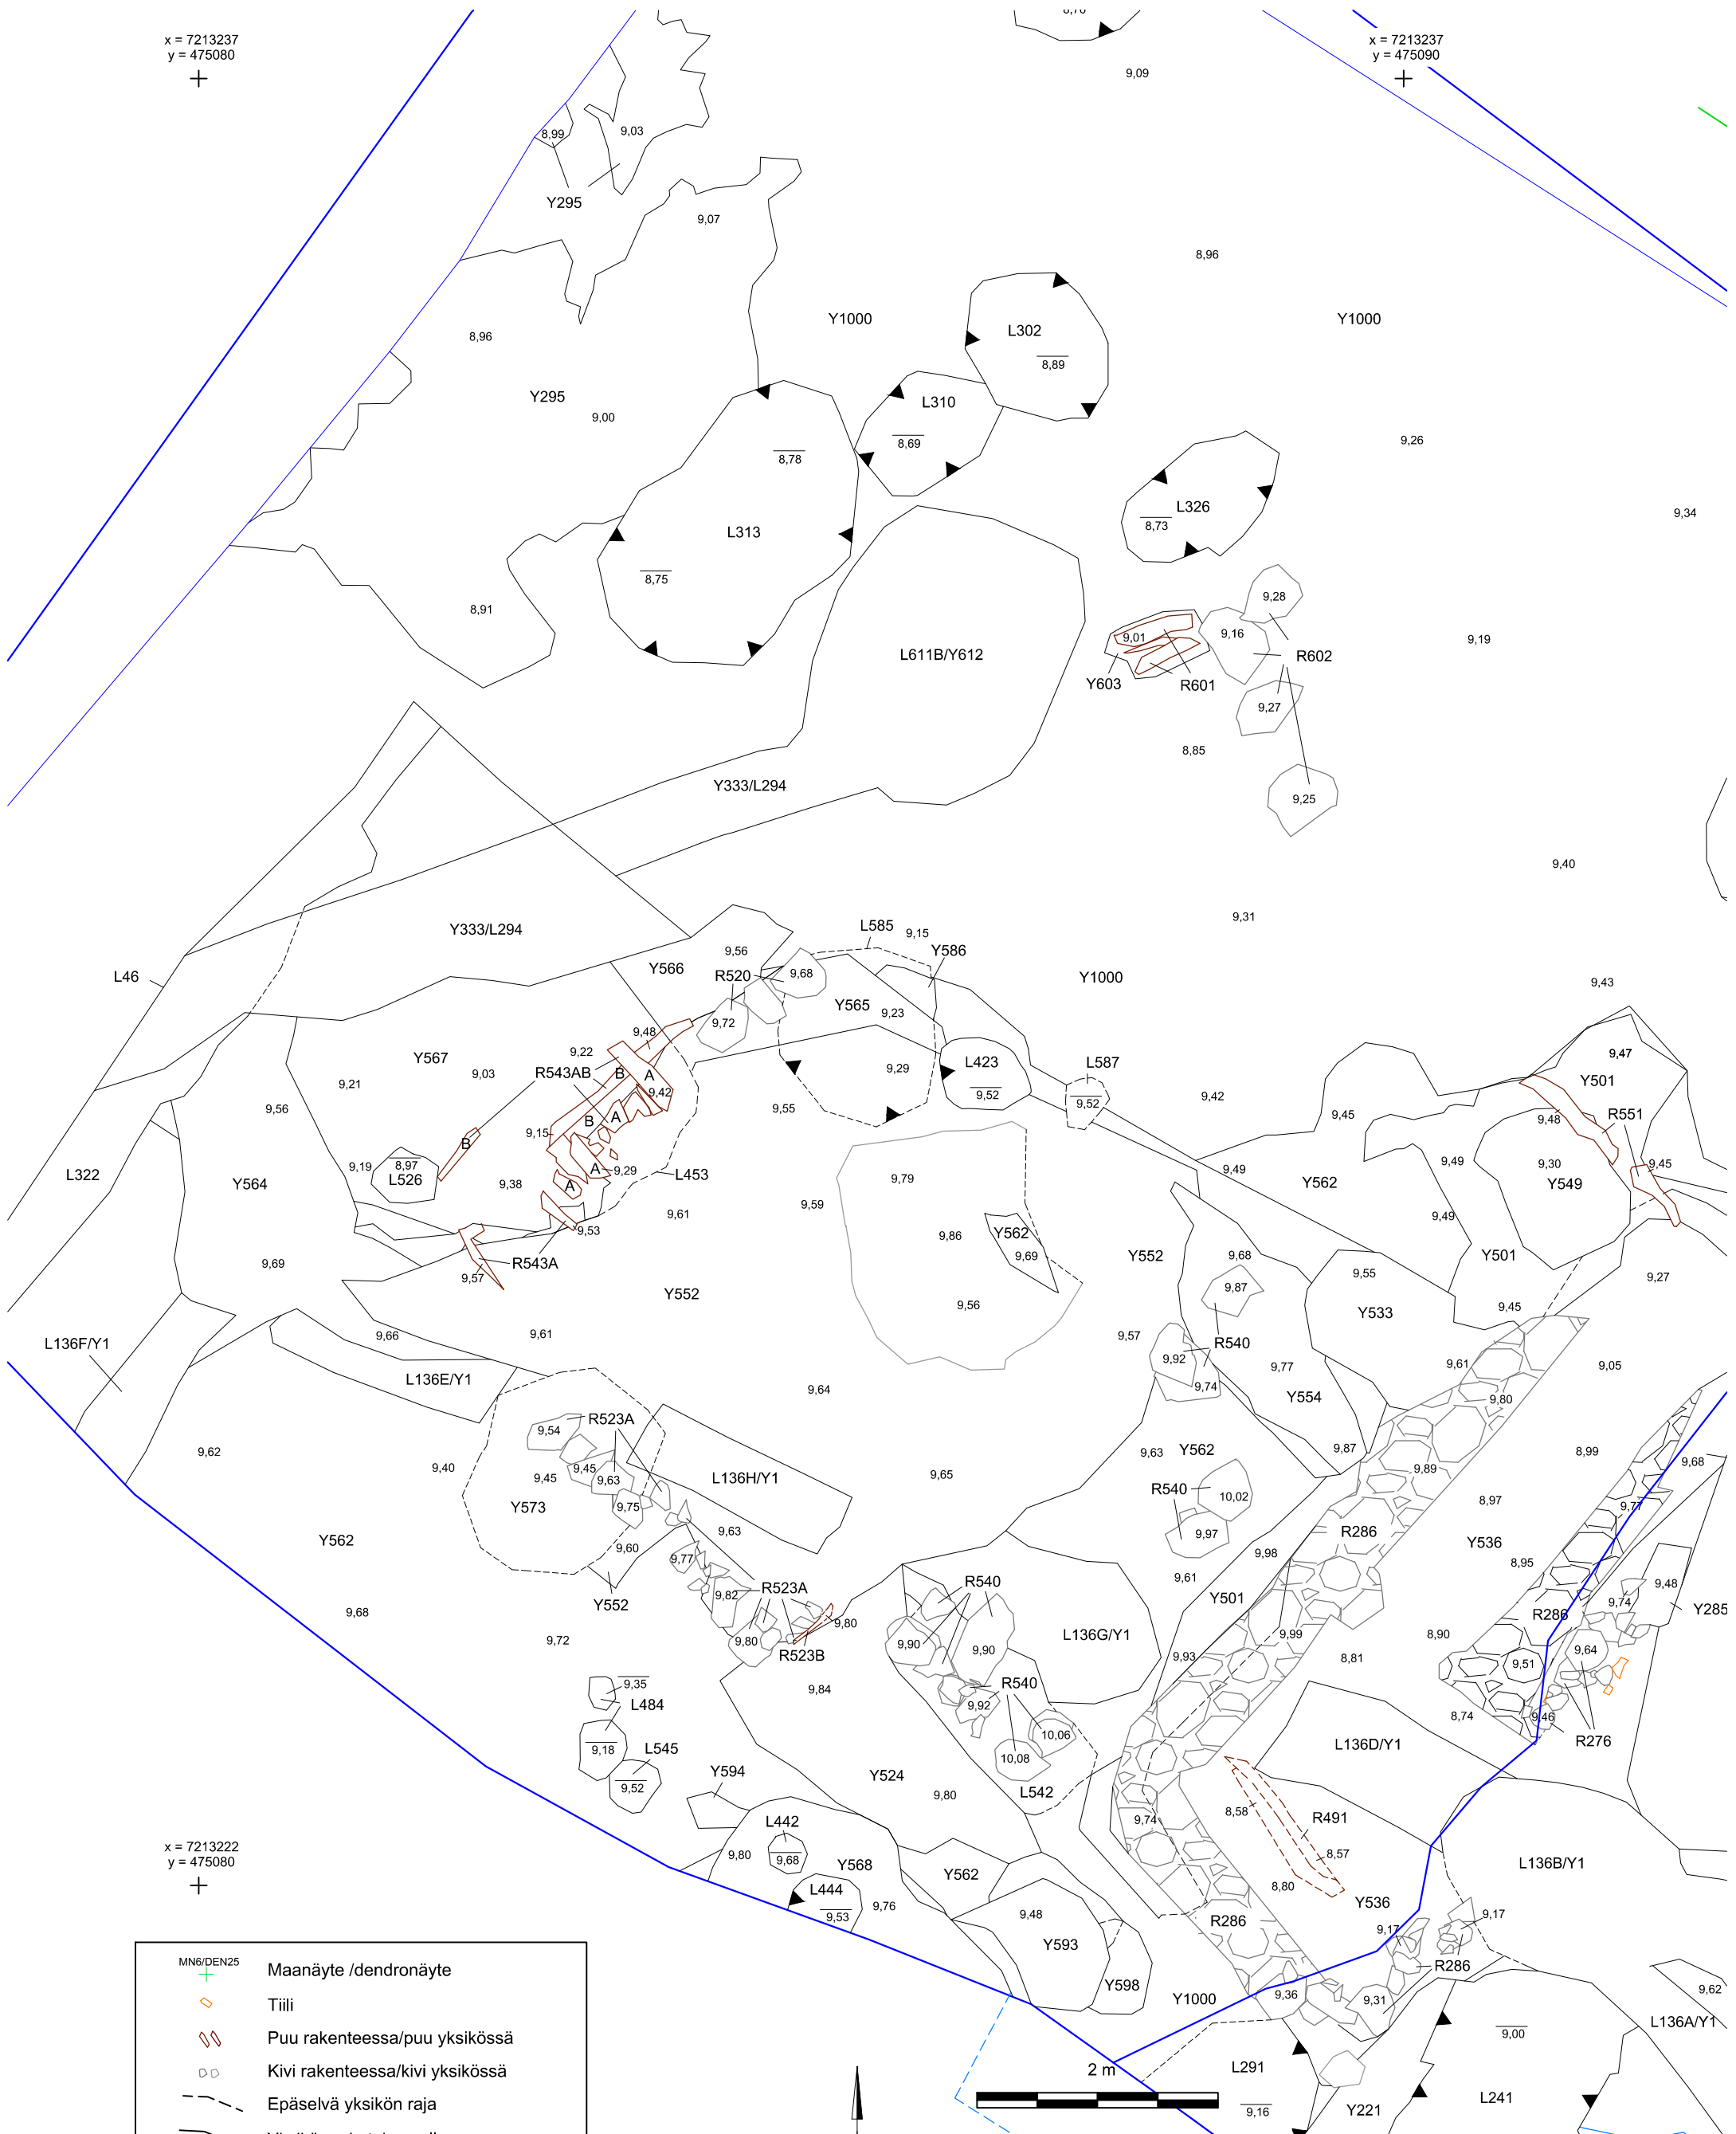 8,70
x = 7213237
y = 475080
x = 7213237
y = 475090
9,09
8,99
9,03
Y295
9,07
8,96
Y1000
Y1000
L302
8,96
8,89
Y295
L310
9,00
8,69
9,26
8,78
L326
9,34
8,73
L313
8,75
8,91
9,28
9,01
9,16
9,19
L611B/Y612
R602
Y603
R601
9,27
8,85
Y333/L294
9,25
9,40
9,31
Y333/L294
L585
9,15
Y586
9,56
Y566
R520
9,68
L46
Y1000
9,43
Y565
9,23
9,72
9,48
9,22
Y567
9,03
R543AB
B
A
9,42
9,21
9,29
L423
L587
9,47
Y501
9,52
9,52
9,42
9,56
9,55
9,45
R551
9,48
B
A
9,15
B
9,19
8,97
L526
A
9,29
L453
9,49
9,49
9,30
9,45
L322
Y564
9,38
A
9,79
Y562
Y549
9,59
9,61
9,49
9,53
9,86
Y562
9,69
Y552
9,68
Y501
9,69
R543A
9,57
9,55
9,27
9,87
Y552
9,56
Y533
9,45
L136F/Y1
9,66
9,61
9,57
R540
9,92
9,77
9,61
9,05
L136E/Y1
9,64
9,74
Y554
9,80
R523A
9,54
9,62
9,63
Y562
9,87
8,99
9,68
9,40
9,45
9,45
9,63
L136H/Y1
9,65
9,89
R540
10,02
8,97
9,77
Y573
9,75
9,63
9,97
R286
Y562
9,60
9,98
Y536
9,77
8,95
9,61
9,48
Y552
9,82
R523A
R540
Y501
9,74
R286
Y285
9,68
9,80
9,80
R523B
9,90
9,90
L136G/Y1
9,99
8,90
9,72
9,93
8,81
9,51
9,64
9,35
9,84
R540
L484
9,92
8,74
9,46
9,18
L545
10,06
10,08
L136D/Y1
R276
9,52
Y594
Y524
L542
9,80
8,58
R491
L442
9,74
x = 7213222
y = 475080
9,80
9,68
Y568
8,57
L136B/Y1
Y562
L444
9,53
9,76
8,80
Y536
9,48
R286
9,17
9,17
Y593
R286
Y598
Y1000
9,36
9,31
9,62
9,00
L136A/Y1
2 m
L291
L241
9,16
Y221
MN6/DEN25
Maanäyte /dendronäyte
Tiili
Puu rakenteessa/puu yksikössä
Kivi rakenteessa/kivi yksikössä
Epäselvä yksikön raja